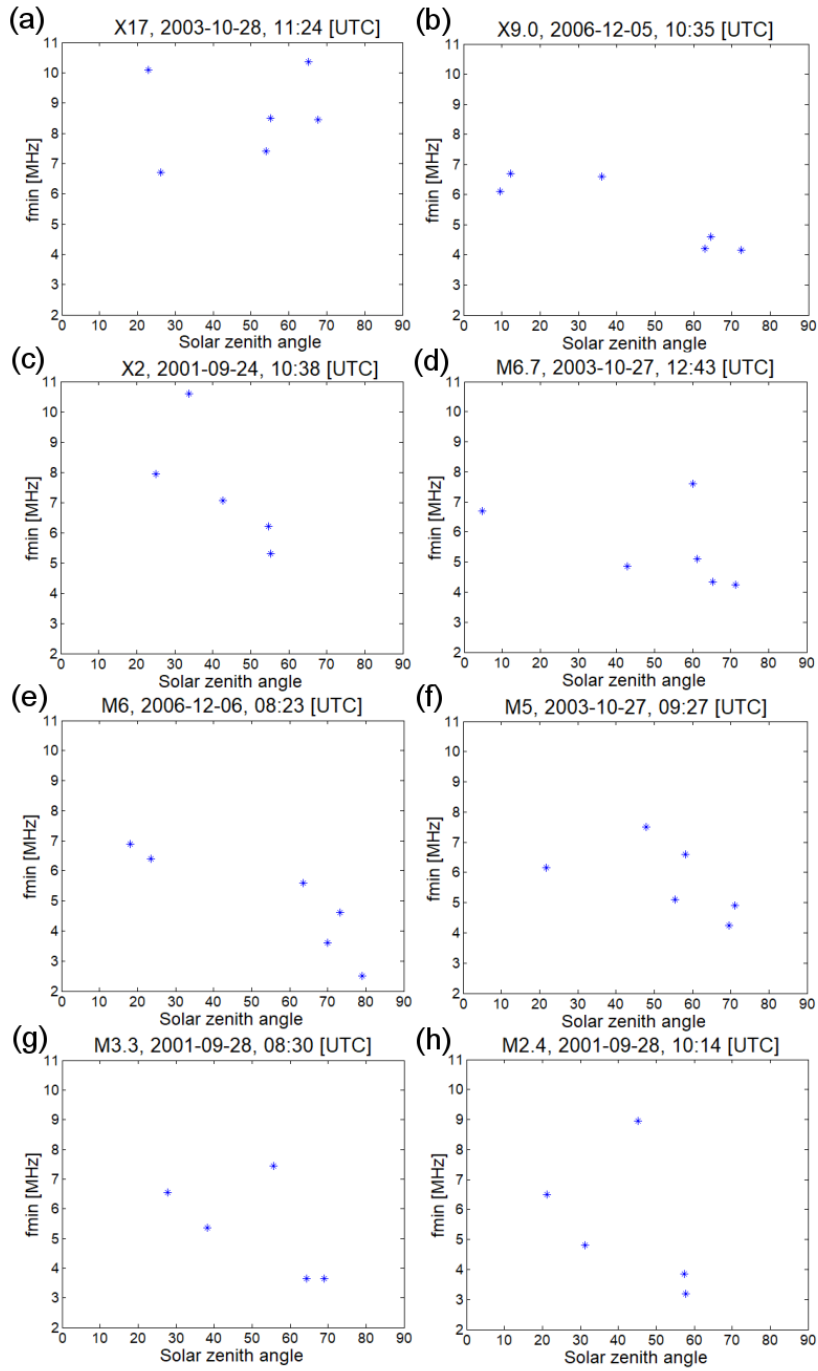 (a)
X17, 2003-10-28, 11:24 [UTC]
11
10
9
8
7
6
5
4
3
2
fmin [MHz]
0 10 20 30 40 50 60 70 80 90
Solar zenith angle
(b)
X9.0, 2006-12-05, 10:35 [UTC]
11
10
9
8
7
6
5
4
3
2
fmin [MHz]
0 10 20 30 40 50 60 70 80 90
Solar zenith angle
(c)
X2, 2001-09-24, 10:38 [UTC]
11
10
9
8
7
6
5
4
3
2
fmin [MHz]
0 10 20 30 40 50 60 70 80 90
Solar zenith angle
(d)
M6.7, 2003-10-27, 12:43 [UTC]
11
10
9
8
7
6
5
4
3
2
fmin [MHz]
0 10 20 30 40 50 60 70 80 90
Solar zenith angle
(e)
M6, 2006-12-06, 08:23 [UTC]
11
10
9
8
7
6
5
4
3
2
fmin [MHz]
0 10 20 30 40 50 60 70 80 90
Solar zenith angle
(f)
M5, 2003-10-27, 09:27 [UTC]
11
10
9
8
7
6
5
4
3
2
fmin [MHz]
0 10 20 30 40 50 60 70 80 90
Solar zenith angle
(g)
M3.3, 2001-09-28, 08:30 [UTC]
11
10
9
8
7
6
5
4
3
2
fmin [MHz]
0 10 20 30 40 50 60 70 80 90
Solar zenith angle
(h)
M2.4, 2001-09-28, 10:14 [UTC]
11
10
9
8
7
6
5
4
3
2
fmin [MHz]
0 10 20 30 40 50 60 70 80 90
Solar zenith angle